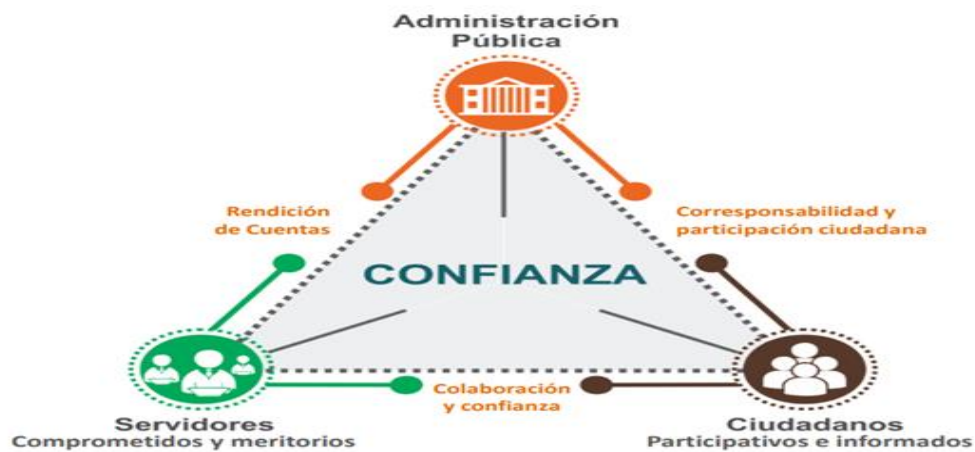 Administración
Pública
Rendición
de Cuentas
Corresponsabilidad y
participación ciudadana
CONFIANZA
Colaboración
y confianza
Servidores
Comprometidos y meritorios
Ciudadanos
Participativos e informados